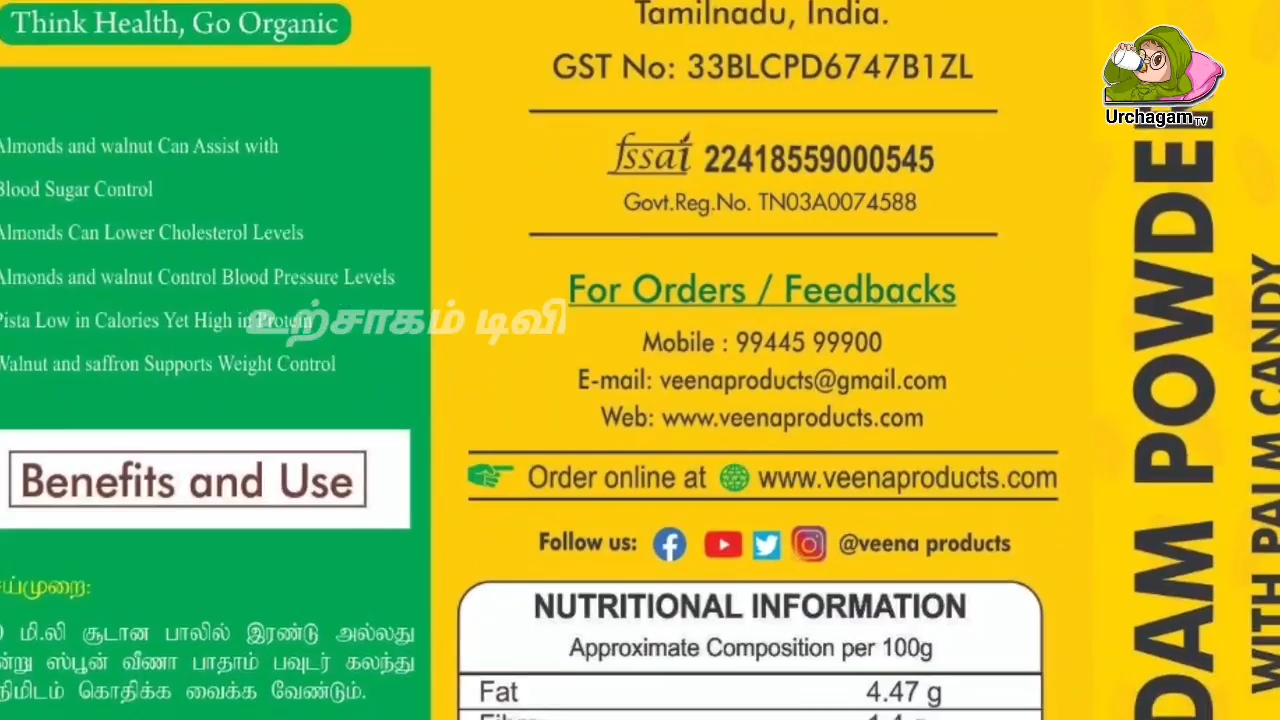 Think Health, Go Organic
Almonds and walnut Can Assist with
Blood Sugar Control
Almonds Can Lower Cholesterol Levels
Almonds and walnut Control Blood Pressure Levels
Pista Low in Calories Yet High in Protein
Walnut and saffron Supports Weight Control
Benefits and Use
மி.லி சூடான பாலில் இரண்டு அல்லது
ஸ்பூன் வீணா பாதாம் பவுடர் கலந்து
நிமிடம் கொதிக்க வைக்க வேண்டும்.
Tamilnadu, India.
GST No: 33BLCPD6747B1ZL
fssai 22418559000545
Govt.Reg.No. TN03A0074588
For Orders / Feedbacks
Mobile : 99445 99900
E-mail: veenaproducts@gmail.com
Web: www.veenaproducts.com
Order online at www.veenaproducts.com
Follow us: @veena products
NUTRITIONAL INFORMATION
Approximate Composition per 100g
Fat 4.47 g
உற்சாகம் டிவி
POWDER
WITH PALM CANDY
Urchagam TV